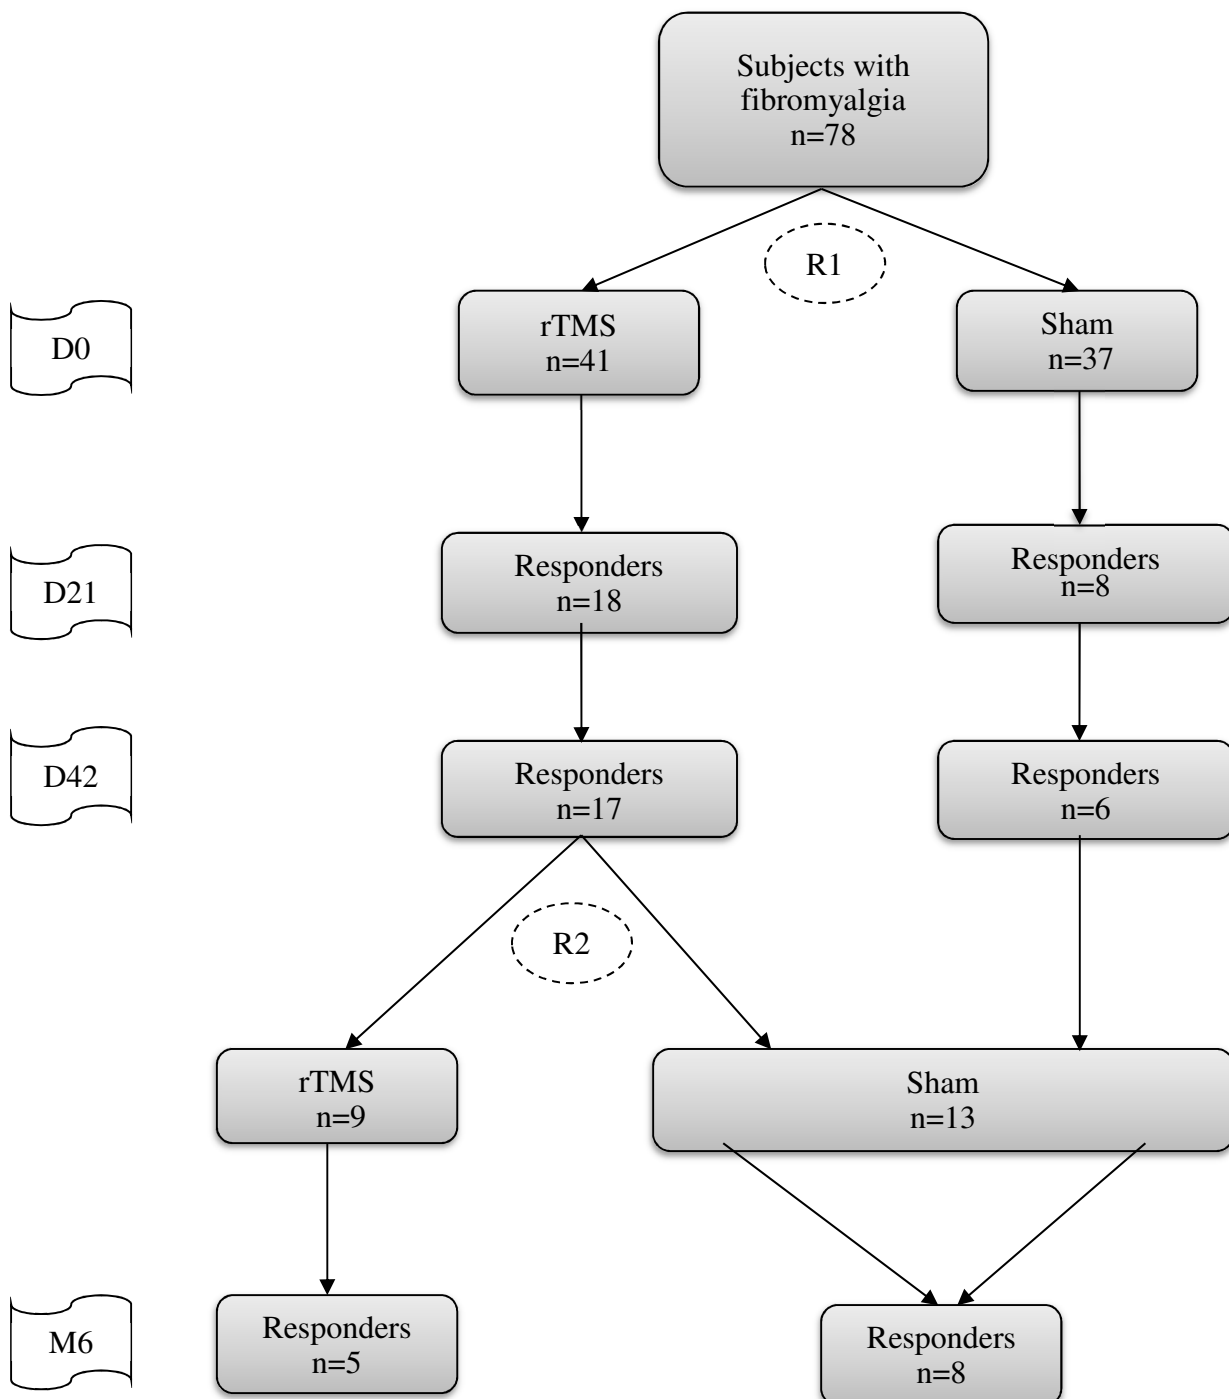 Subjects with
fibromyalgia
n=78
R1
D0
rTMS
n=41
Sham
n=37
D21
Responders
n=18
Responders
n=8
D42
Responders
n=17
Responders
n=6
R2
rTMS
n=9
Sham
n=13
M6
Responders
n=5
Responders
n=8